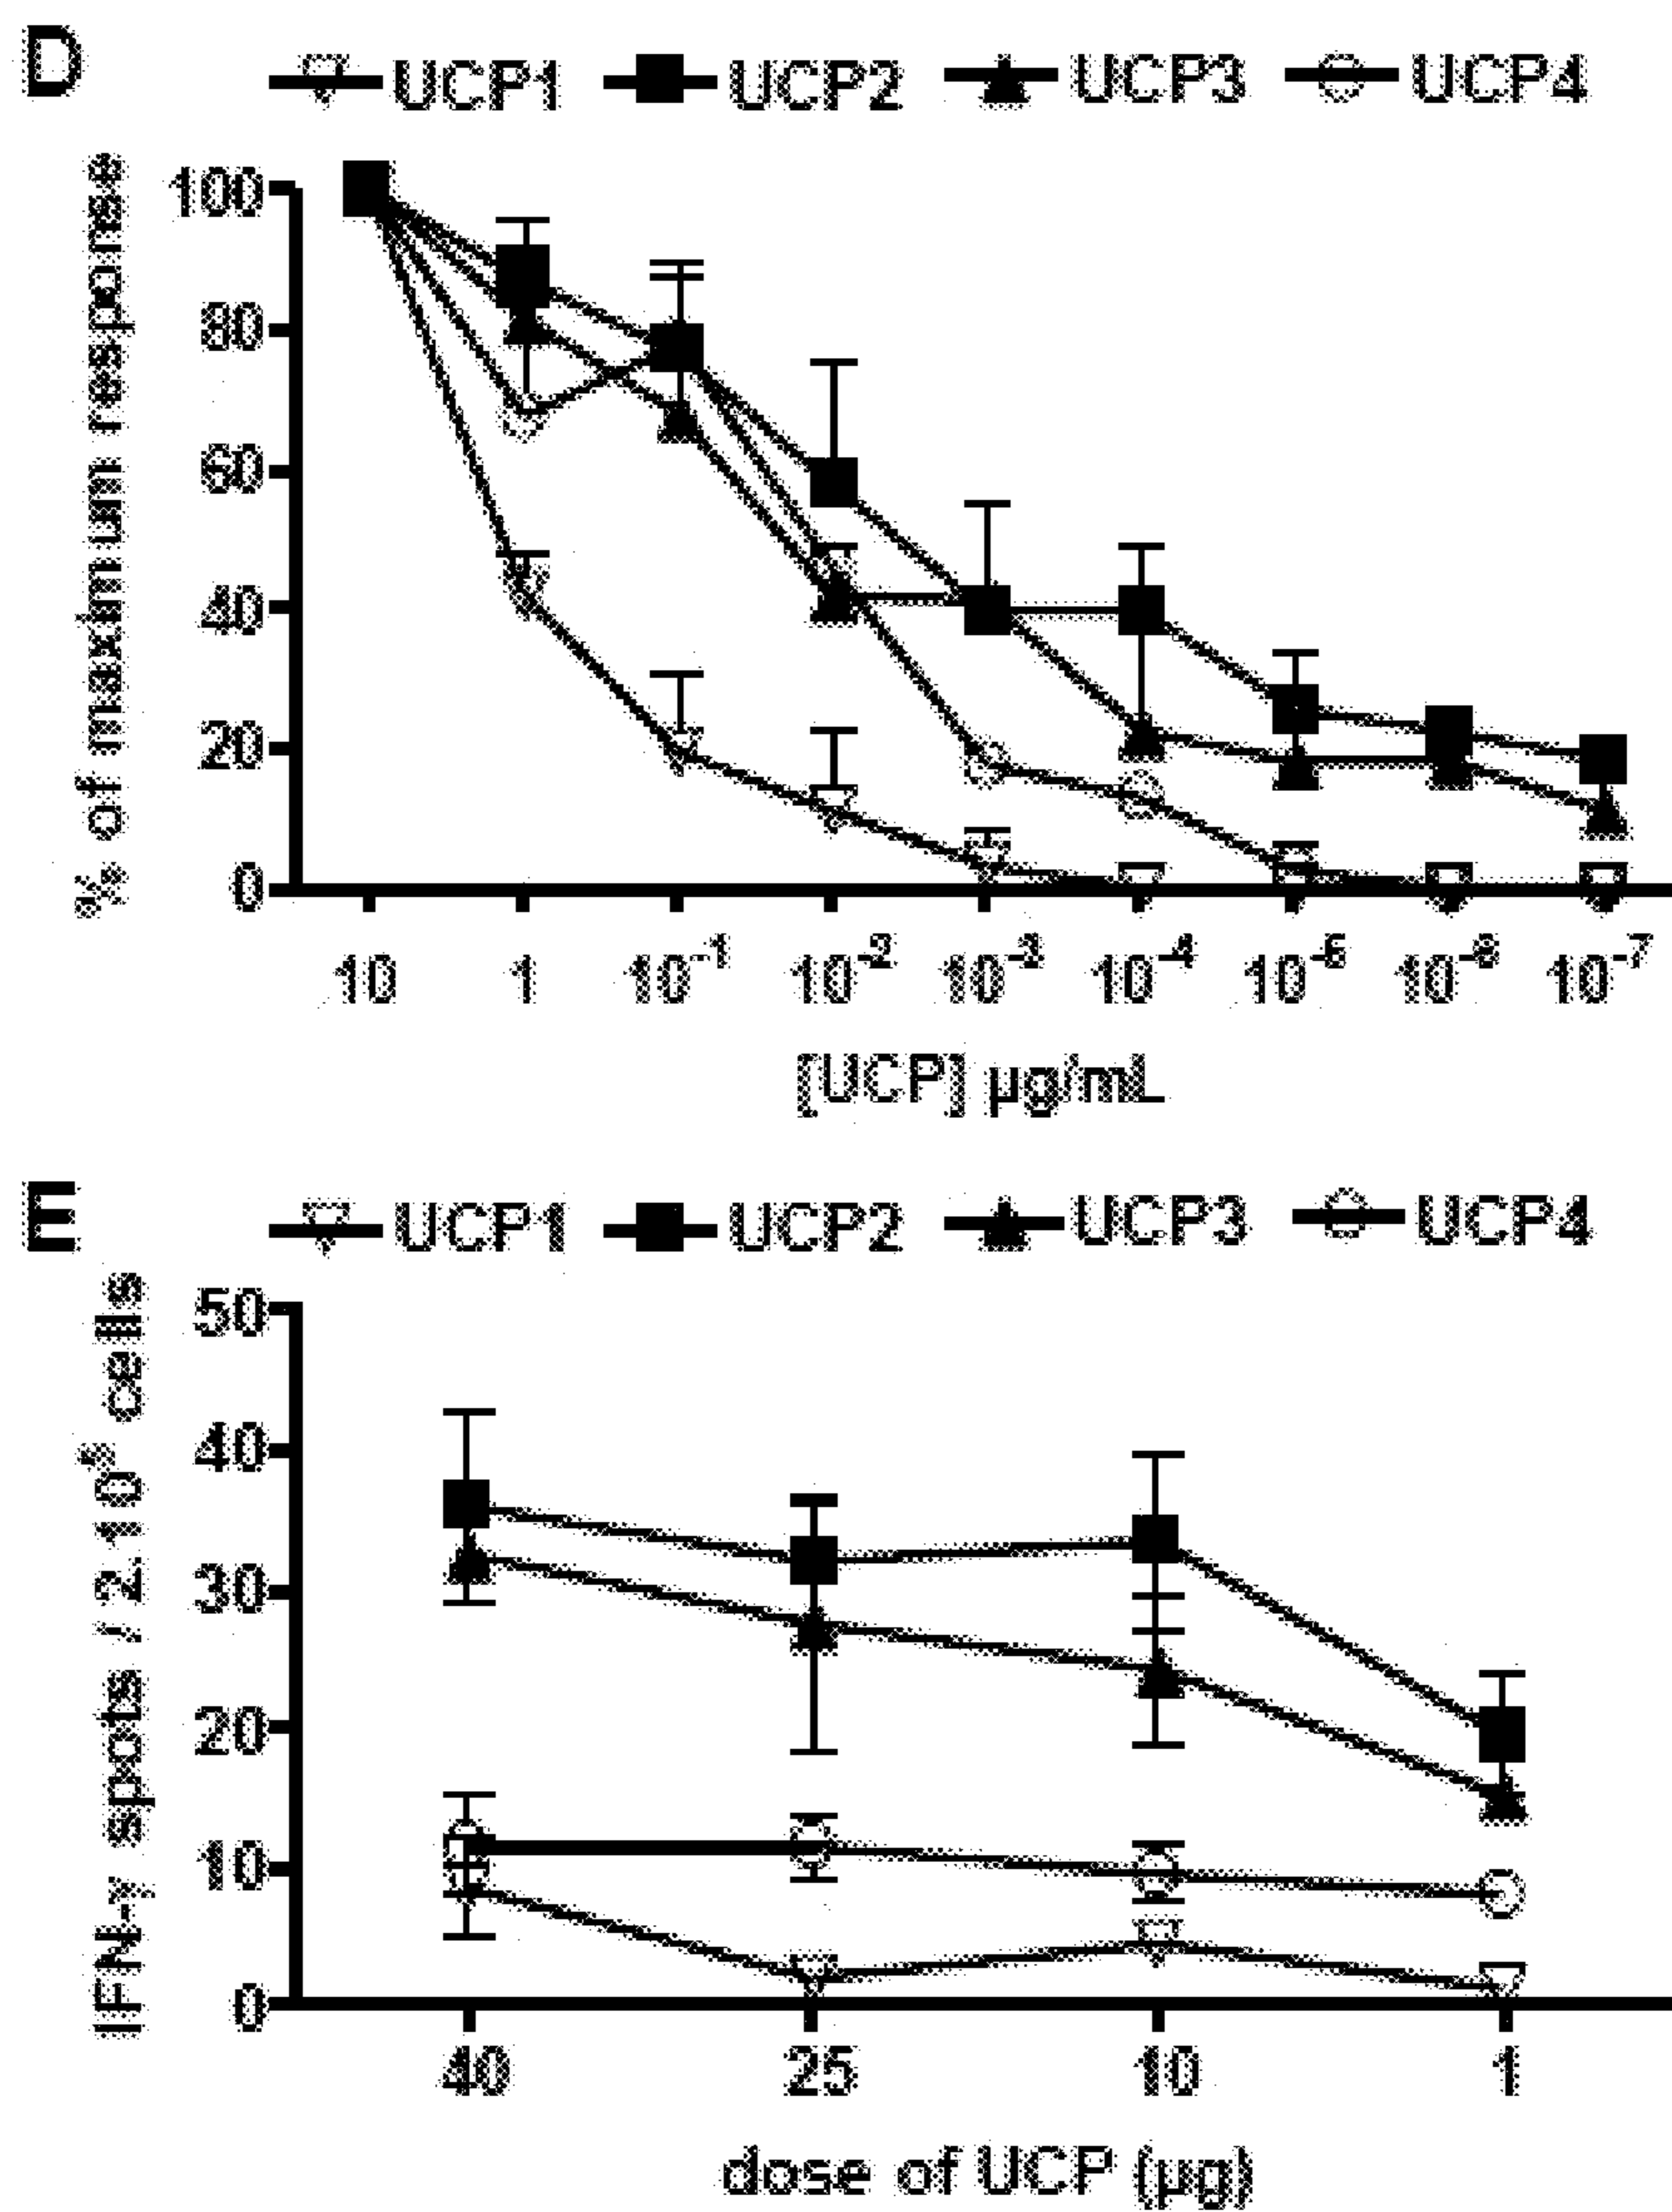 D
UCP1 UCP2 UCP3 UCP4
% of maximum response
100
80
60
40
20
0
10 1 10⁻¹ 10⁻² 10⁻³ 10⁻⁴ 10⁻⁵ 10⁻⁶ 10⁻⁷
[UCP] µg/mL
E
UCP1 UCP2 UCP3 UCP4
IFN-γ spots / 2.10⁵ cells
50
40
30
20
10
0
40 25 10 1
dose of UCP (µg)